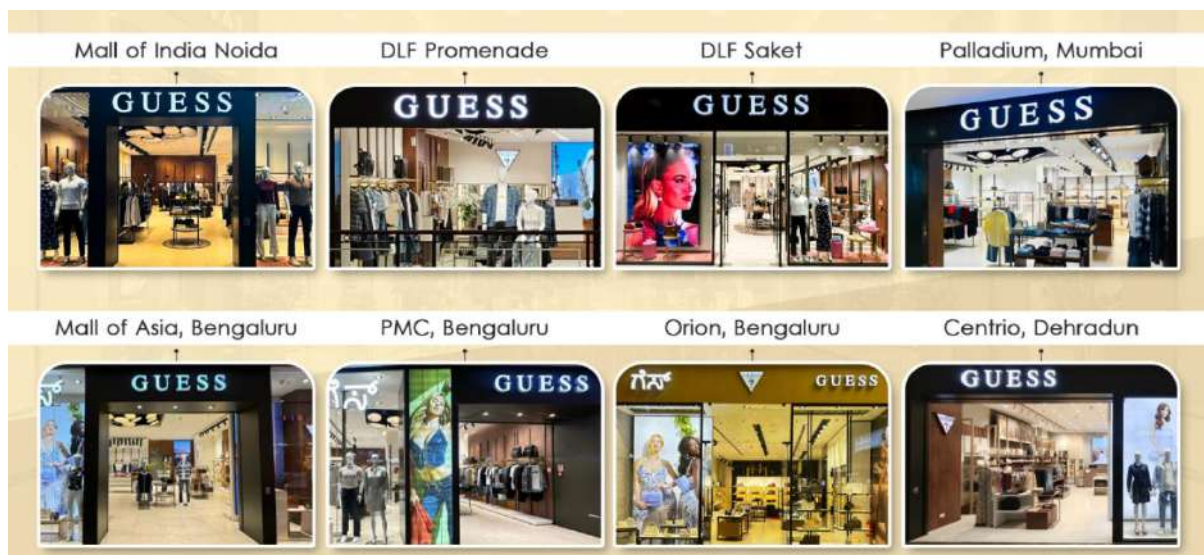 Mall of India Noida
DLF Promenade
DLF Saket
Palladium, Mumbai
GUESS
GUESS
GUESS
GUESS
Mall of Asia, Bengaluru
PMC, Bengaluru
Orion, Bengaluru
Centrio, Dehradun
GUESS
ಗೆಸ್
GUESS
ಗೆಸ್
GUESS
GUESS